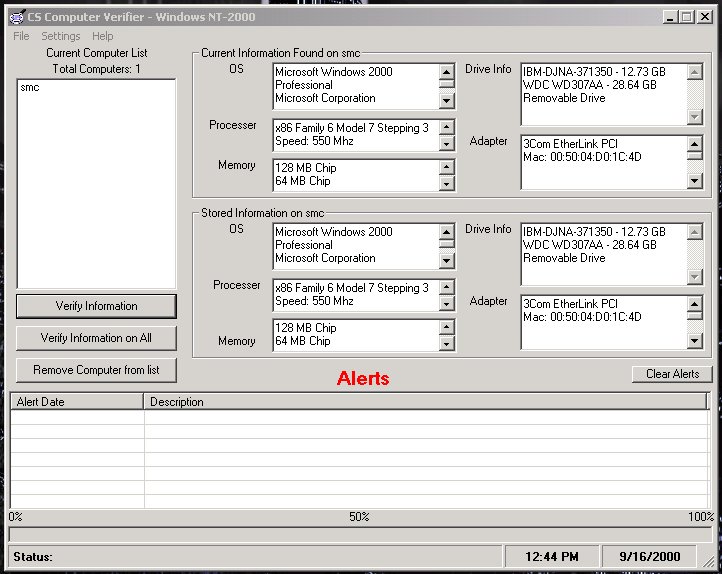 CS Computer Verifier - Windows NT-2000
File Settings Help
Current Computer List
Total Computers: 1
smc
Verify Information
Verify Information on All
Remove Computer from list
Current Information Found on smc
OS
Microsoft Windows 2000
Professional
Microsoft Corporation
Processer
x86 Family 6 Model 7 Stepping 3
Speed: 550 Mhz
Memory
128 MB Chip
64 MB Chip
Drive Info
IBM-DJNA-371350 - 12.73 GB
WDC WD307AA - 28.64 GB
Removable Drive
Adapter
3Com EtherLink PCI
Mac: 00:50:04:D0:1C:4D
Stored Information on smc
OS
Microsoft Windows 2000
Professional
Microsoft Corporation
Processer
x86 Family 6 Model 7 Stepping 3
Speed: 550 Mhz
Memory
128 MB Chip
64 MB Chip
Drive Info
IBM-DJNA-371350 - 12.73 GB
WDC WD307AA - 28.64 GB
Removable Drive
Adapter
3Com EtherLink PCI
Mac: 00:50:04:D0:1C:4D
Alerts
Clear Alerts
Alert Date Description
0% 50% 100%
Status: 12:44 PM 9/16/2000